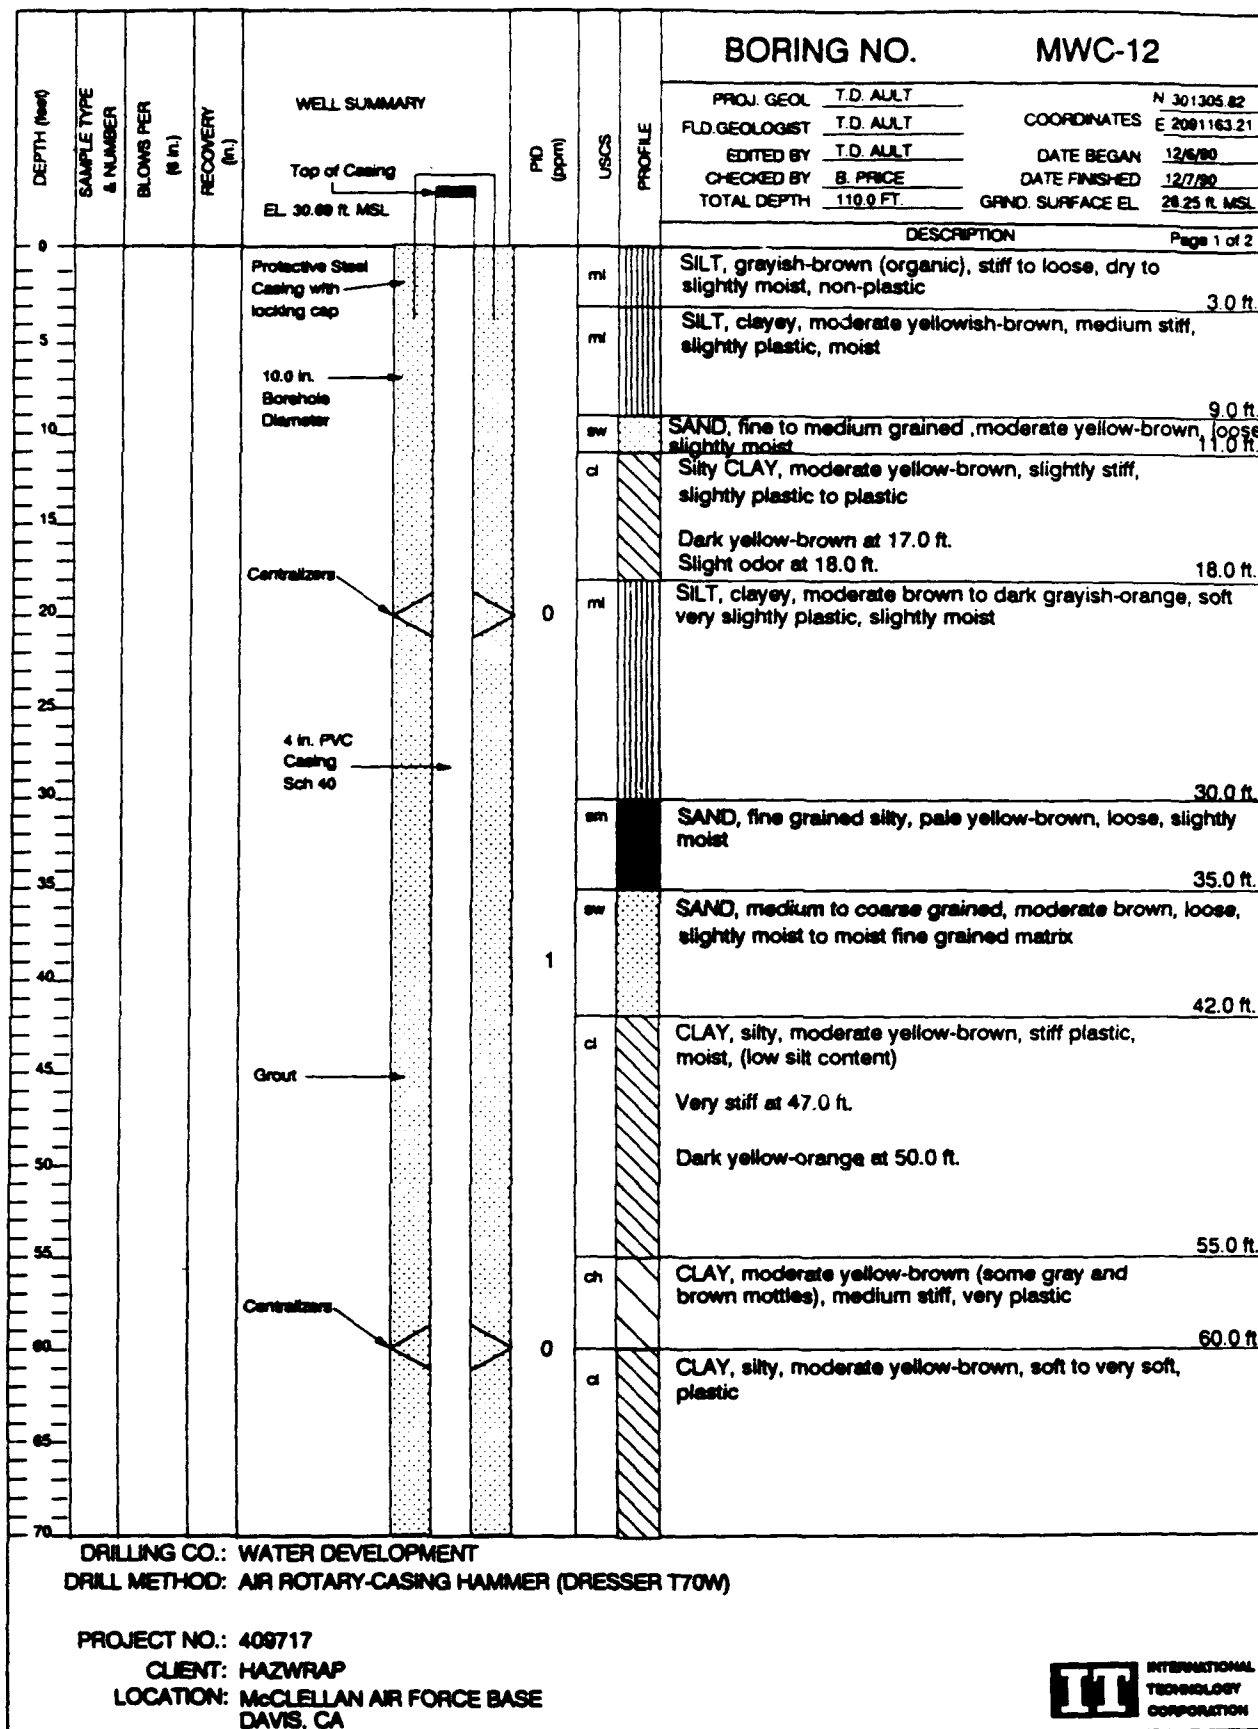 BORING NO. MWC-12
PROJ. GEOL T.D. AULT
FLD.GEOLOGIST T.D. AULT
EDITED BY T.D. AULT
CHECKED BY B. PRICE
TOTAL DEPTH 110.0 FT.
COORDINATES N 301305.82
E 2091163.21
DATE BEGAN 12/6/90
DATE FINISHED 12/7/90
GRND. SURFACE EL 28.25 ft. MSL
DEPTH (feet)
SAMPLE TYPE & NUMBER
BLOWS PER (6 in.)
RECOVERY (in.)
WELL SUMMARY
PID (ppm)
USCS
PROFILE
DESCRIPTION Page 1 of 2
Top of Casing
EL. 30.69 ft. MSL
0
Protective Steel
Casing with
locking cap
ml
SILT, grayish-brown (organic), stiff to loose, dry to
slightly moist, non-plastic
3.0 ft.
5
10.0 in.
Borehole
Diameter
ml
SILT, clayey, moderate yellowish-brown, medium stiff,
slightly plastic, moist
9.0 ft.
10
sw
SAND, fine to medium grained ,moderate yellow-brown, loose
slightly moist
11.0 ft.
cl
Silty CLAY, moderate yellow-brown, slightly stiff,
slightly plastic to plastic
15
Dark yellow-brown at 17.0 ft.
Slight odor at 18.0 ft.
18.0 ft.
Centralizers
20
0
ml
SILT, clayey, moderate brown to dark grayish-orange, soft
very slightly plastic, slightly moist
25
4 in. PVC
Casing
Sch 40
30
30.0 ft.
sm
SAND, fine grained silty, pale yellow-brown, loose, slightly
moist
35
35.0 ft.
sw
SAND, medium to coarse grained, moderate brown, loose,
slightly moist to moist fine grained matrix
40
1
42.0 ft.
cl
CLAY, silty, moderate yellow-brown, stiff plastic,
moist, (low silt content)
45
Grout
Very stiff at 47.0 ft.
50
Dark yellow-orange at 50.0 ft.
55
55.0 ft.
ch
CLAY, moderate yellow-brown (some gray and
brown mottles), medium stiff, very plastic
Centralizers
60
0
60.0 ft
cl
CLAY, silty, moderate yellow-brown, soft to very soft,
plastic
65
70
DRILLING CO.: WATER DEVELOPMENT
DRILL METHOD: AIR ROTARY-CASING HAMMER (DRESSER T70W)
PROJECT NO.: 409717
CLIENT: HAZWRAP
LOCATION: McCLELLAN AIR FORCE BASE
DAVIS, CA
IT INTERNATIONAL
TECHNOLOGY
CORPORATION